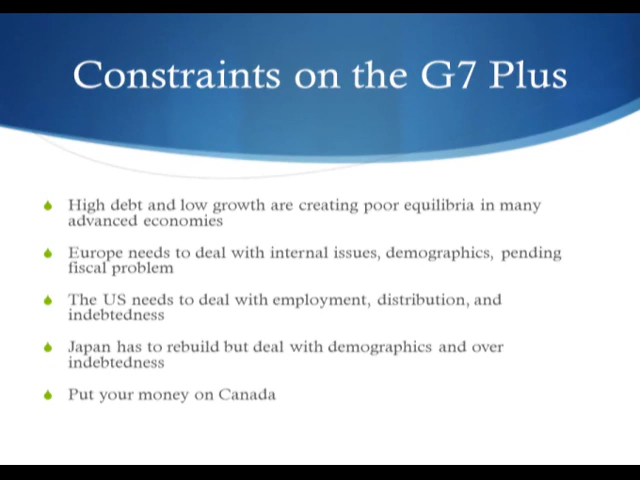 Constraints on the G7 Plus
High debt and low growth are creating poor equilibria in many
advanced economies
Europe needs to deal with internal issues, demographics, pending
fiscal problem
The US needs to deal with employment, distribution, and
indebtedness
Japan has to rebuild but deal with demographics and over
indebtedness
Put your money on Canada